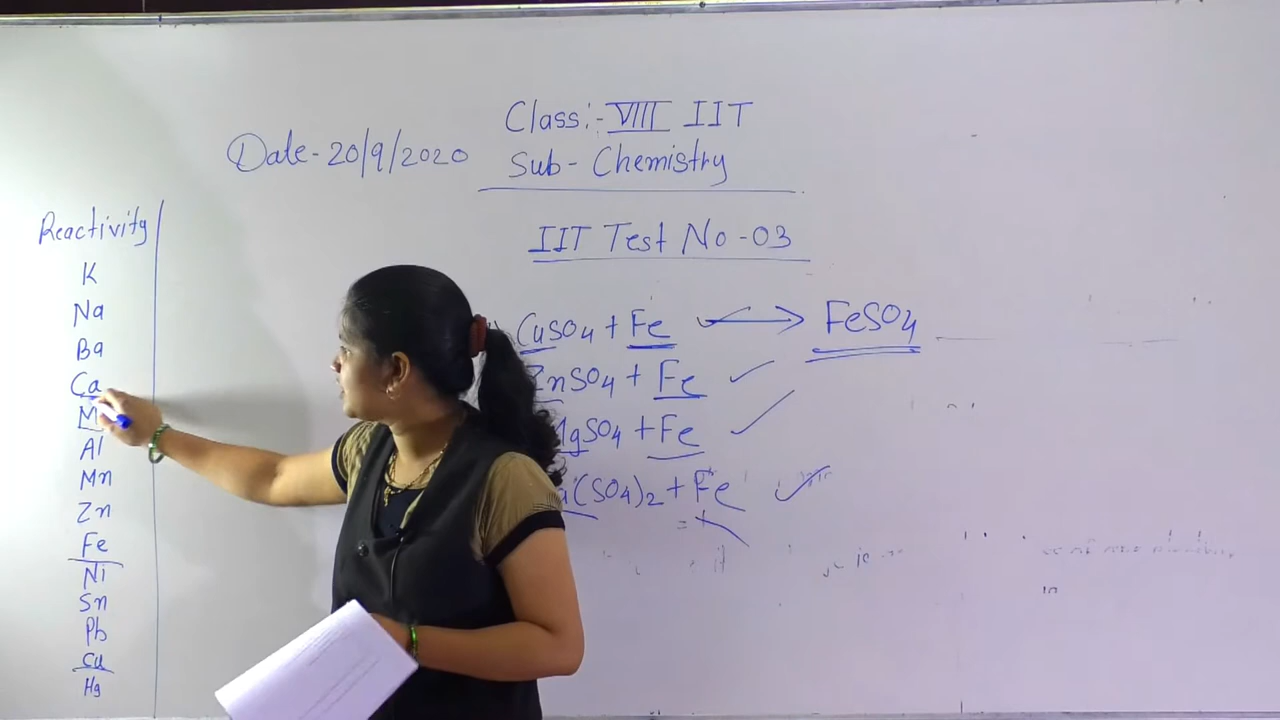 Class:- VIII IIT
Date-20/9/2020
Sub- Chemistry
IIT Test No-03
Reactivity
K
Na
Ba
Ca
M
Al
Mn
Zn
Fe
Ni
Sn
Pb
Cu
Hg
CuSO4 + Fe → FeSO4
ZnSO4 + Fe ✓
MgSO4 + Fe ✓
a(SO4)2 + Fe ✓